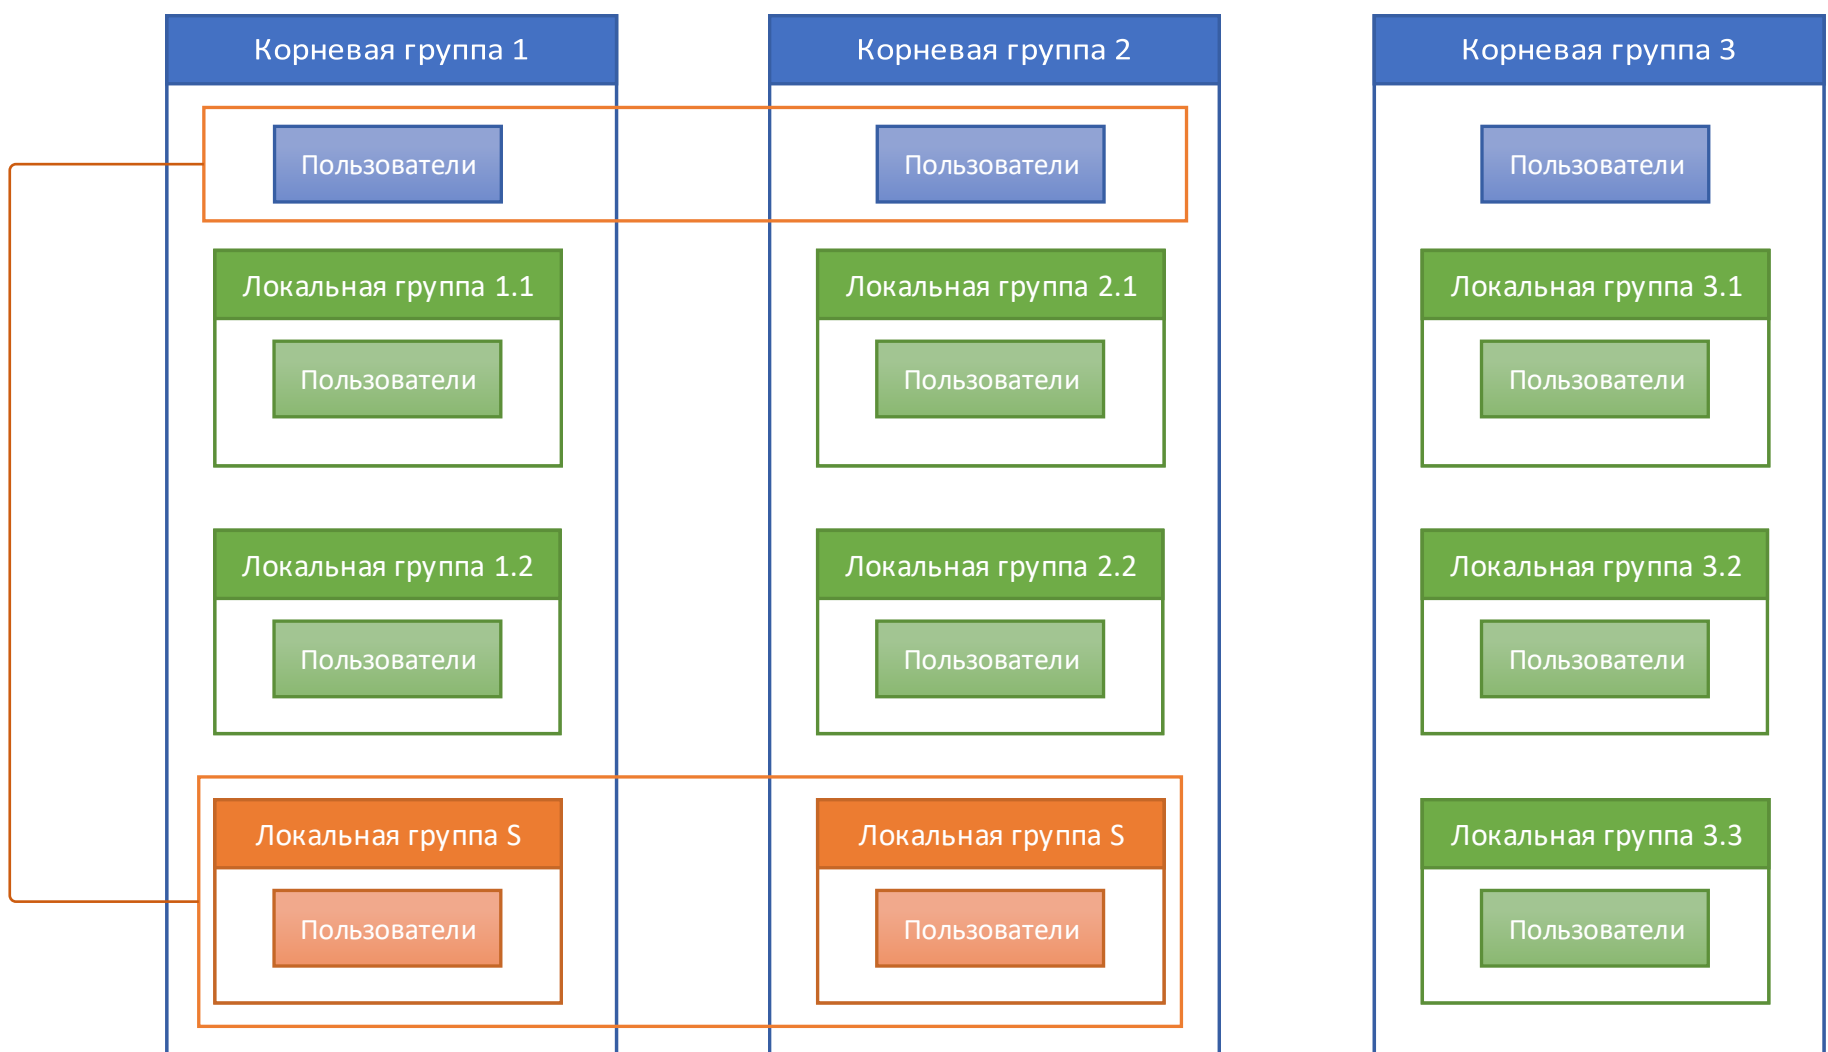 Корневая группа 1
Корневая группа 2
Корневая группа 3
Пользователи
Пользователи
Пользователи
Локальная группа 1.1
Локальная группа 2.1
Локальная группа 3.1
Пользователи
Пользователи
Пользователи
Локальная группа 1.2
Локальная группа 2.2
Локальная группа 3.2
Пользователи
Пользователи
Пользователи
Локальная группа S
Локальная группа S
Локальная группа 3.3
Пользователи
Пользователи
Пользователи